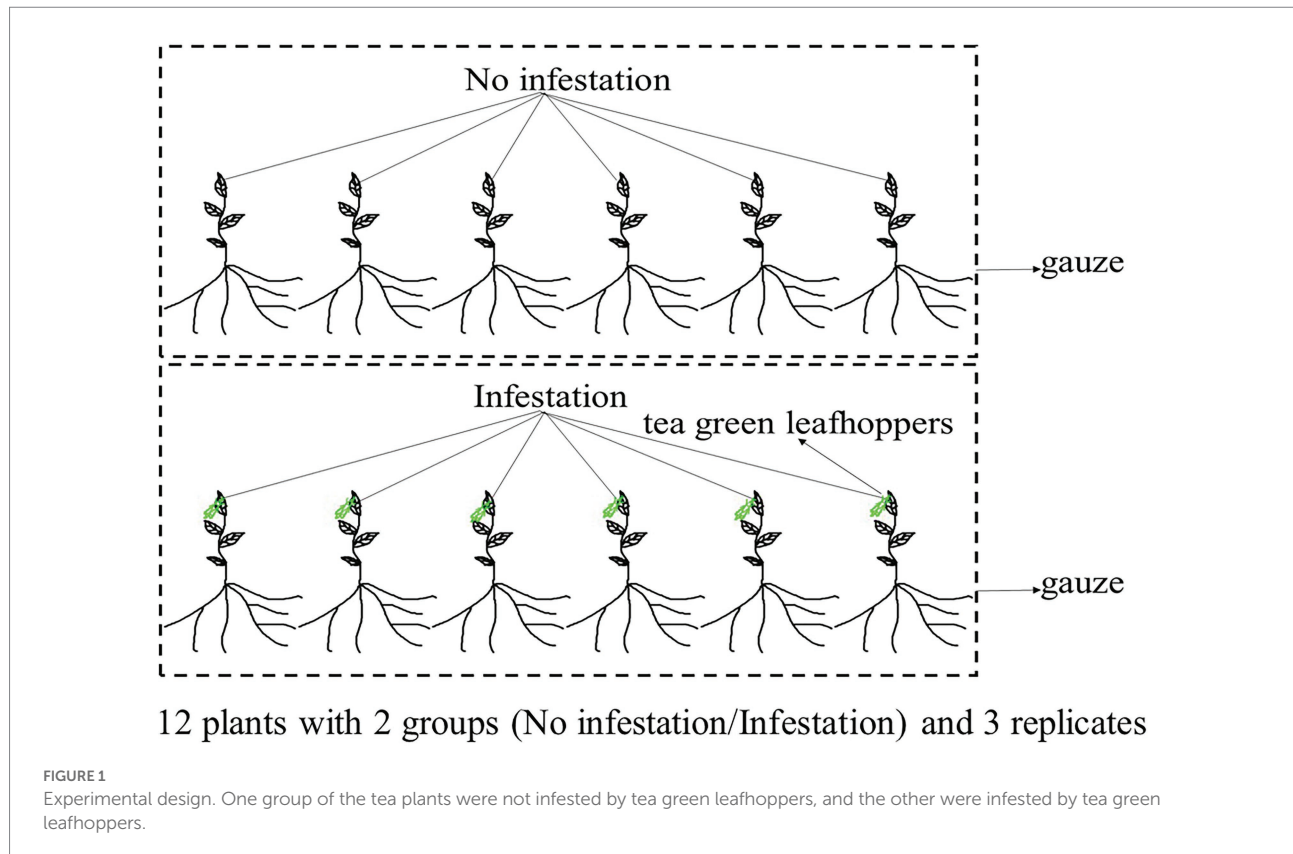 No infestation
gauze
Infestation
tea green leafhoppers
gauze
12 plants with 2 groups (No infestation/Infestation) and 3 replicates
FIGURE 1
Experimental design. One group of the tea plants were not infested by tea green leafhoppers, and the other were infested by tea green
leafhoppers.